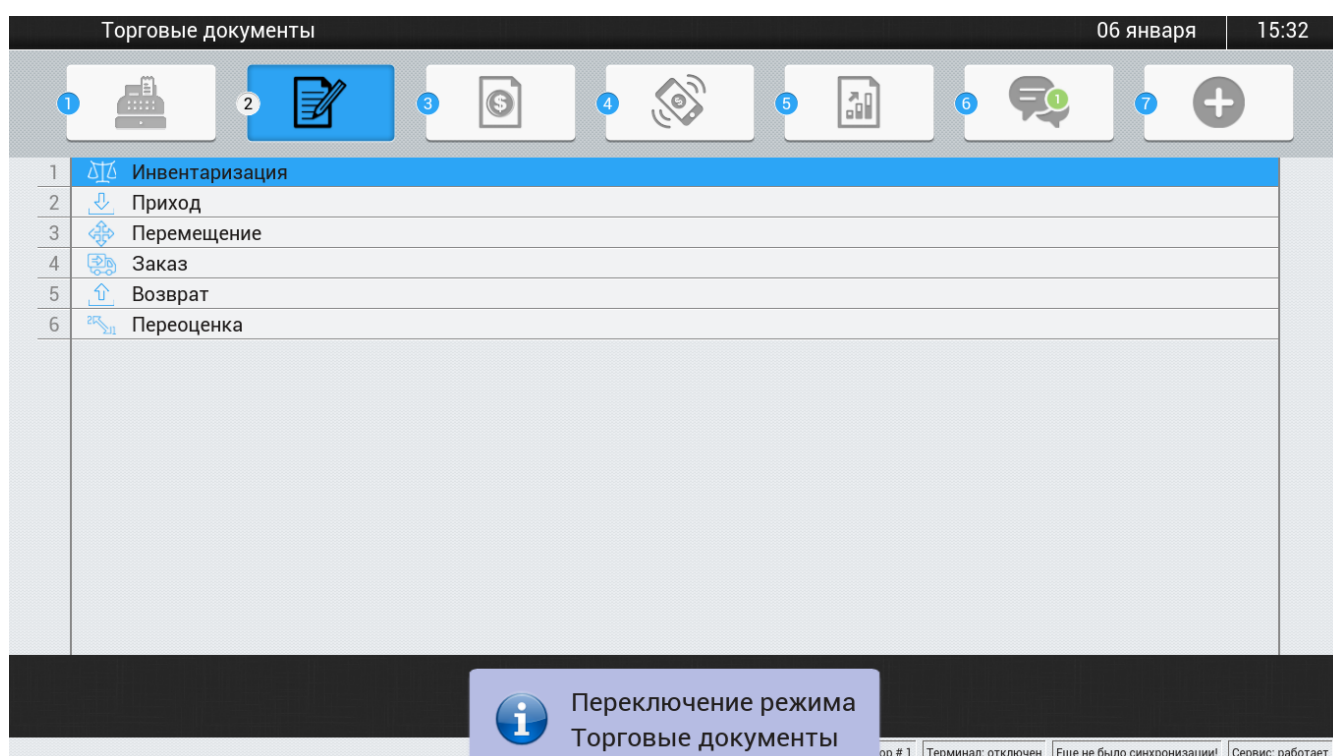 Торговые документы 06 января 15:32
1 2 3 4 5 6 1 7
1 Инвентаризация
2 Приход
3 Перемещение
4 Заказ
5 Возврат
6 Переоценка
Переключение режима
Торговые документы
ор # 1 Терминал: отключен Еще не было синхронизации! Сервис: работает